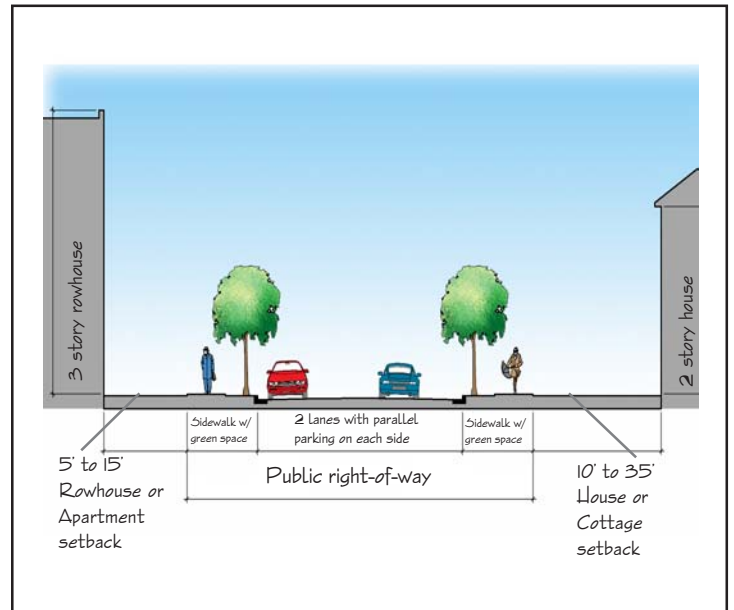 3 story rowhouse
2 story house
Sidewalk w/
green space
2 lanes with parallel
parking on each side
Sidewalk w/
green space
5' to 15'
Rowhouse or
Apartment
setback
Public right-of-way
10' to 35'
House or
Cottage
setback